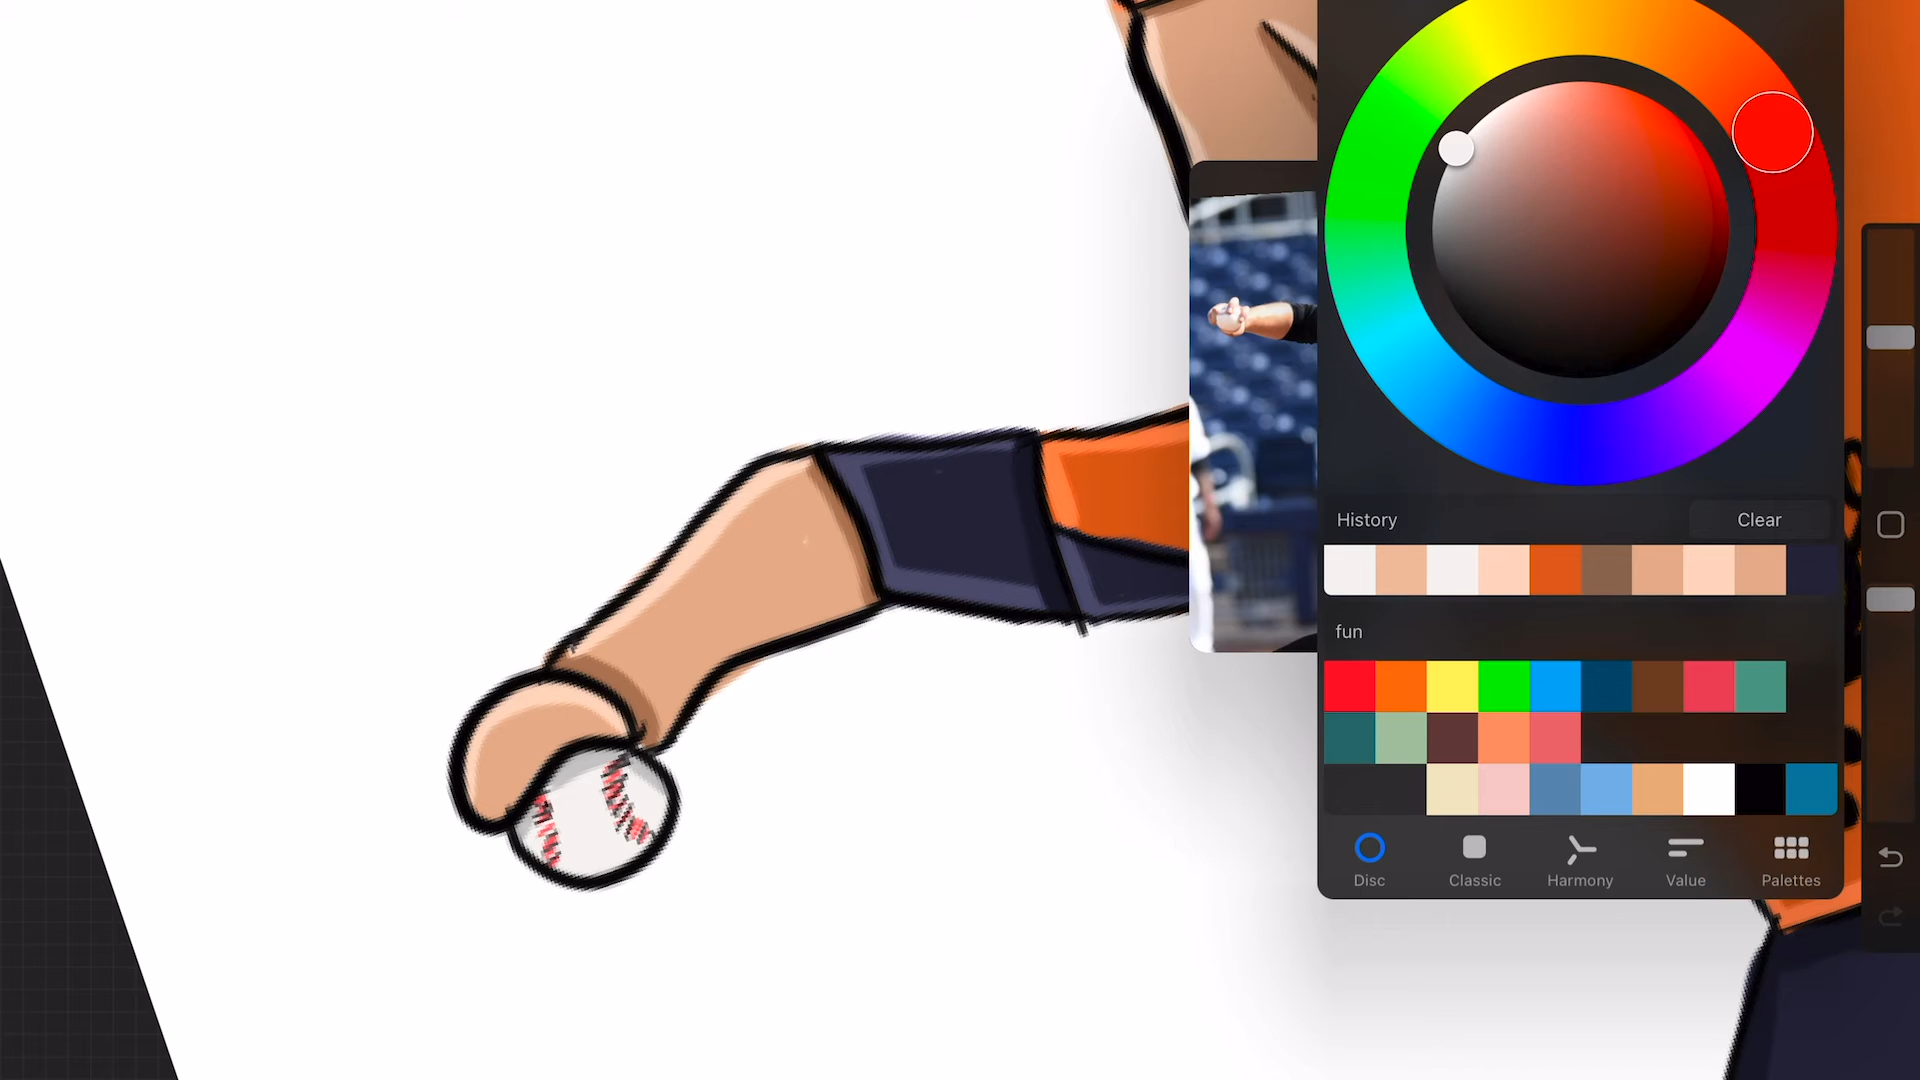 History
Clear
fun
Disc
Classic
Harmony
Value
Palettes